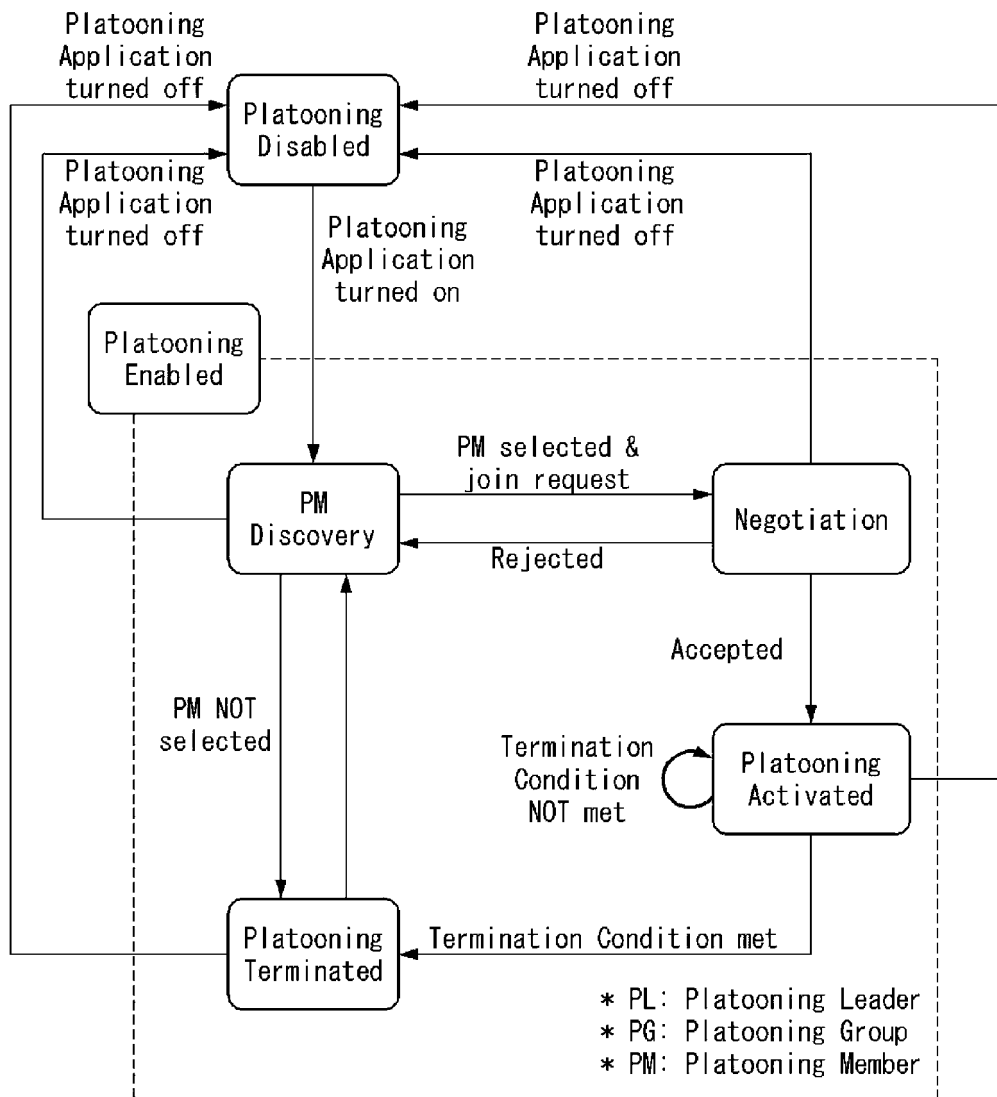 Platooning
Application
turned off
Platooning
Application
turned off
Platooning
Disabled
Platooning
Application
turned off
Platooning
Application
turned off
Platooning
Application
turned on
Platooning
Enabled
PM selected &
join request
PM
Discovery
Negotiation
Rejected
Accepted
PM NOT
selected
Termination
Condition
NOT met
Platooning
Activated
Platooning
Terminated
Termination Condition met
* PL: Platooning Leader
* PG: Platooning Group
* PM: Platooning Member